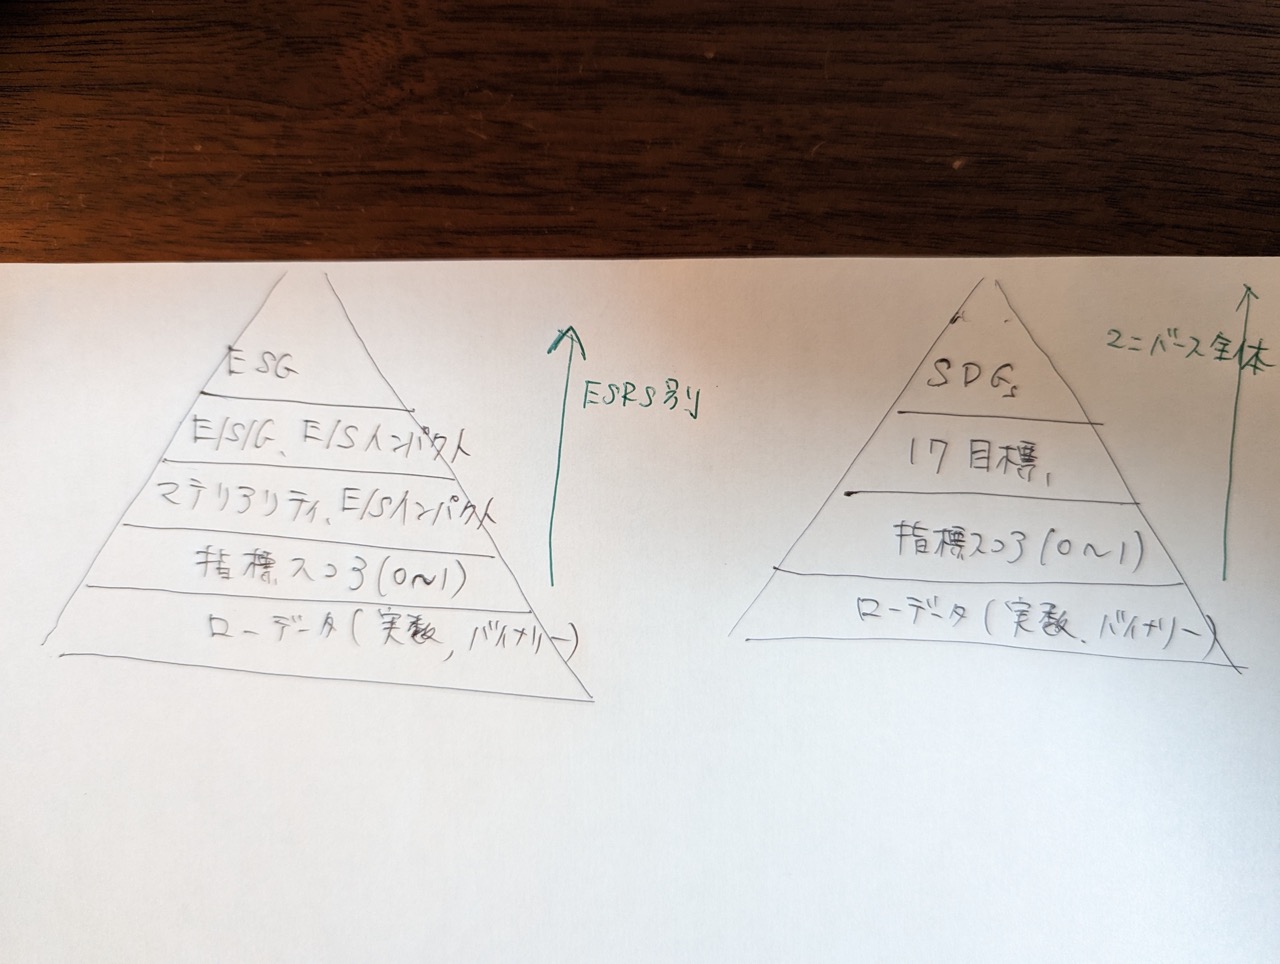 ESG
E/S/G、E/Sインパクト
マテリアリティ、E/Sインパクト
指標スコア(0~1)
ローデータ(実数,バイナリー)
ESRS別
SDGs
17目標,
指標スコア(0~1)
ローデータ(実数、バイナリー)
ユニバース全体